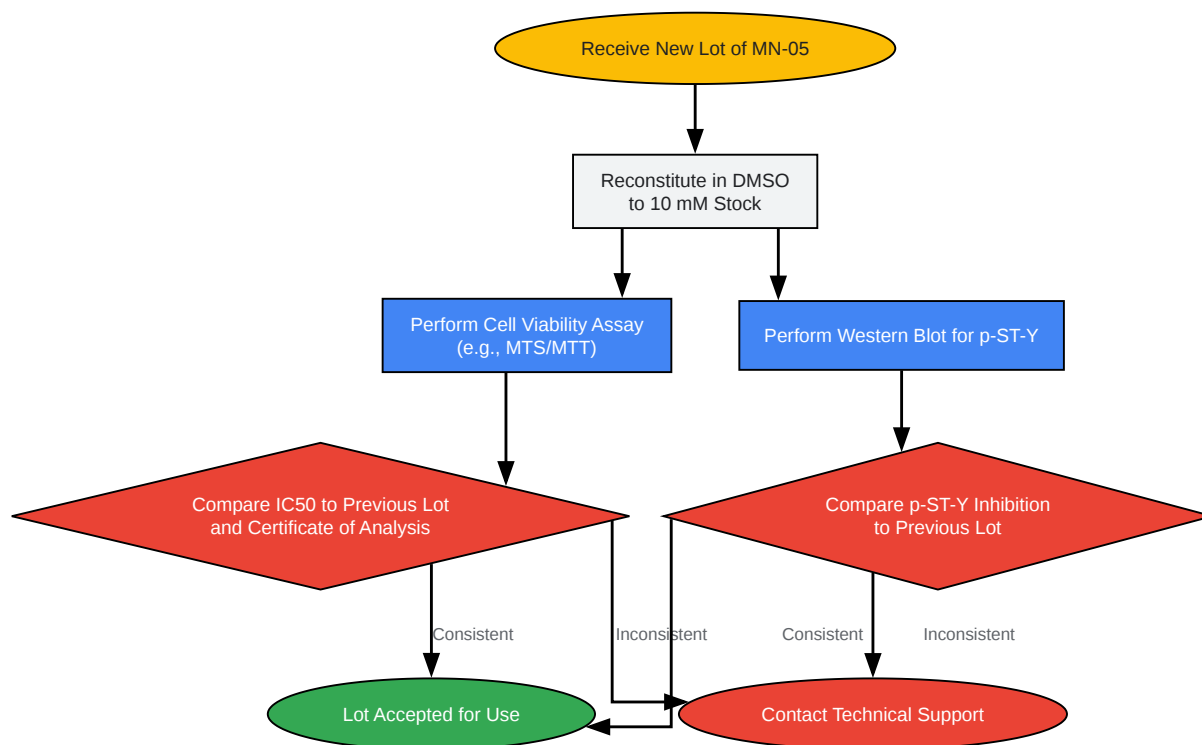 Receive New Lot of MN-05
Reconstitute in DMSO
to 10 mM Stock
Perform Cell Viability Assay
(e.g., MTS/MTT)
Perform Western Blot for p-ST-Y
Compare IC50 to Previous Lot
and Certificate of Analysis
Compare p-ST-Y Inhibition
to Previous Lot
Consistent
Inconsistent
Consistent
Inconsistent
Lot Accepted for Use
Contact Technical Support